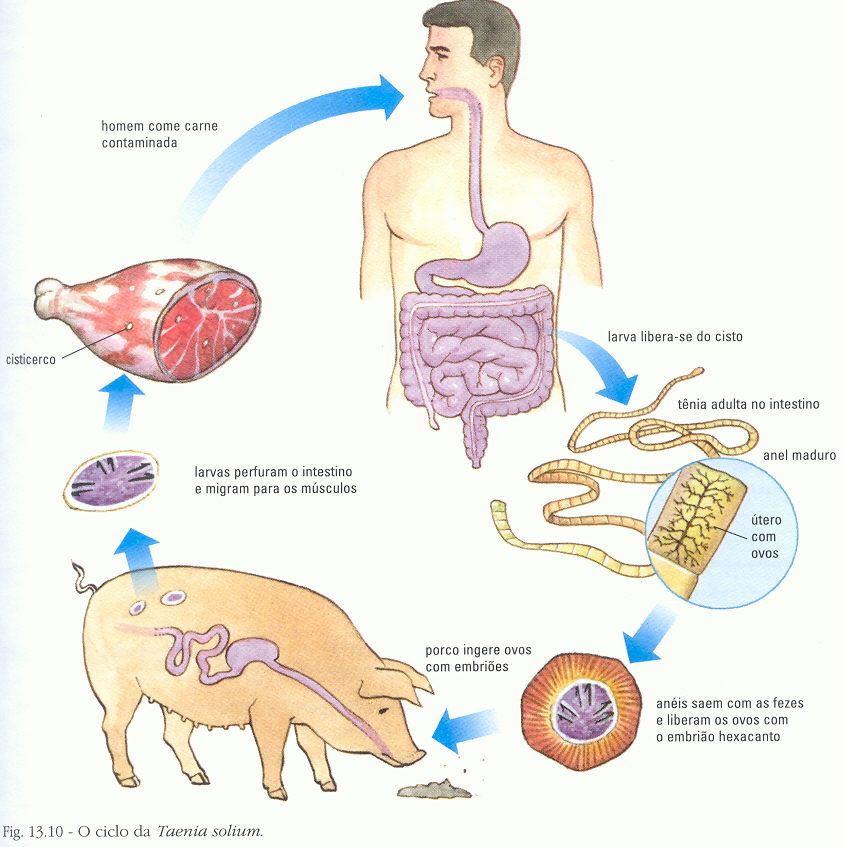 homem come carne
contaminada
cisticerco
larva libera-se do cisto
tênia adulta no intestino
anel maduro
útero
com
ovos
larvas perfuram o intestino
e migram para os músculos
porco ingere ovos
com embriões
anéis saem com as fezes
e liberam os ovos com
o embrião hexacanto
Fig. 13.10 - O ciclo da Taenia solium.